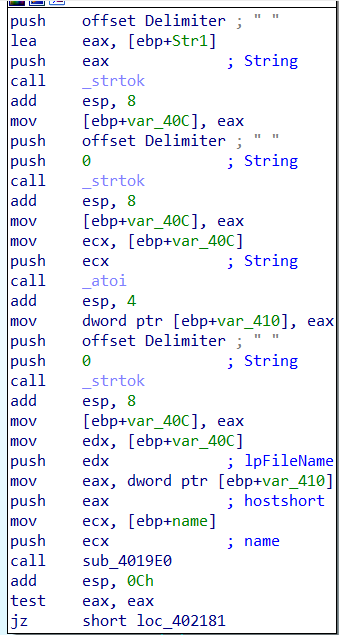 push offset Delimiter ; " "
lea eax, [ebp+Str1]
push eax ; String
call _strtok
add esp, 8
mov [ebp+var_40C], eax
push offset Delimiter ; " "
push 0 ; String
call _strtok
add esp, 8
mov [ebp+var_40C], eax
mov ecx, [ebp+var_40C]
push ecx ; String
call _atoi
add esp, 4
mov dword ptr [ebp+var_410], eax
push offset Delimiter ; " "
push 0 ; String
call _strtok
add esp, 8
mov [ebp+var_40C], eax
mov edx, [ebp+var_40C]
push edx ; lpFileName
mov eax, dword ptr [ebp+var_410]
push eax ; hostshort
mov ecx, [ebp+name]
push ecx ; name
call sub_4019E0
add esp, 0Ch
test eax, eax
jz short loc_402181